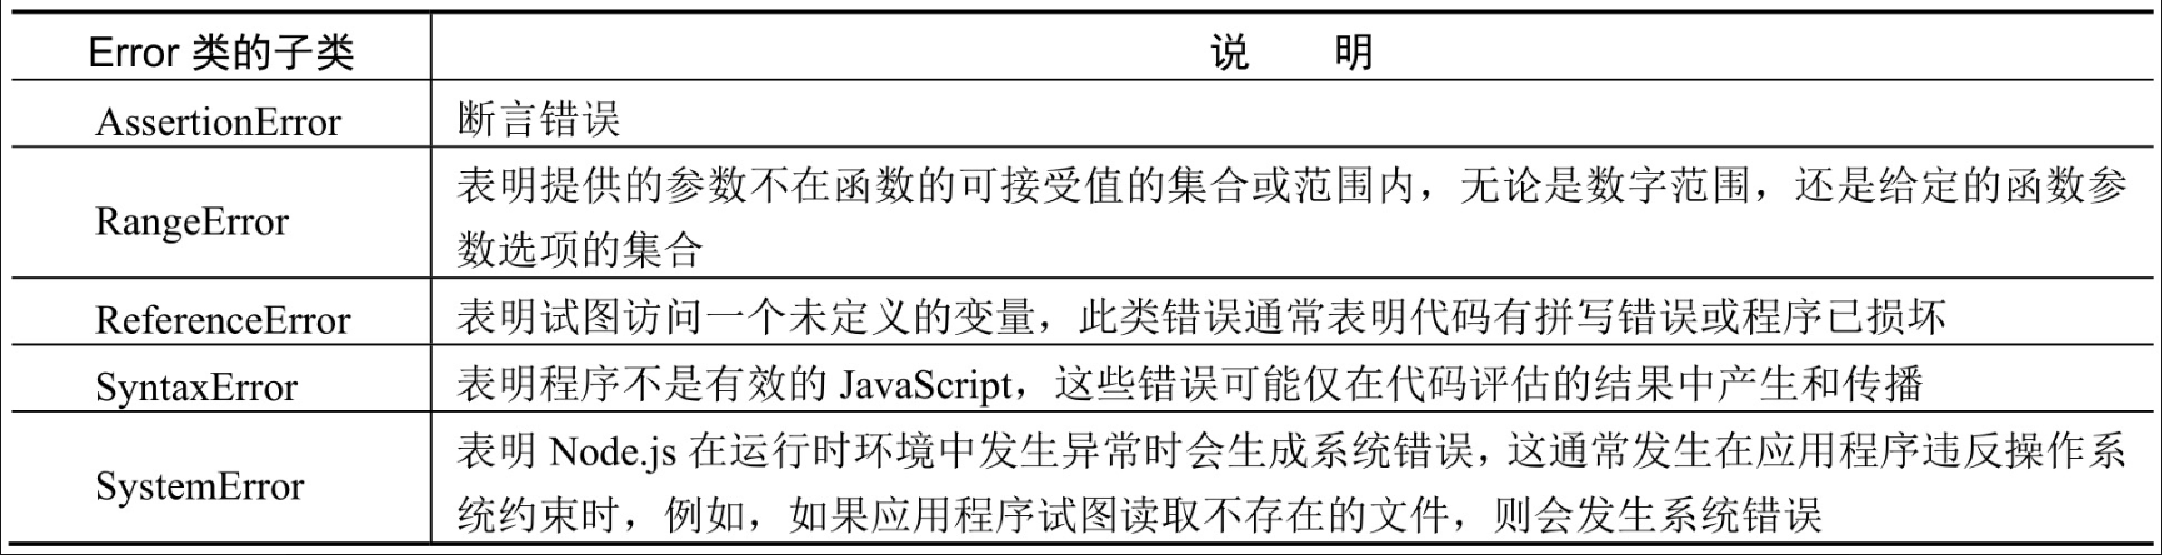 Error 类的子类 说 明
AssertionError 断言错误
表明提供的参数不在函数的可接受值的集合或范围内，无论是数字范围，还是给定的函数参
RangeError
数选项的集合
ReferenceError 表明试图访问一个未定义的变量，此类错误通常表明代码有拼写错误或程序已损坏
SyntaxError 表明程序不是有效的 JavaScript，这些错误可能仅在代码评估的结果中产生和传播
表明 Node.js 在运行时环境中发生异常时会生成系统错误，这通常发生在应用程序违反操作系
SystemError
统约束时，例如，如果应用程序试图读取不存在的文件，则会发生系统错误